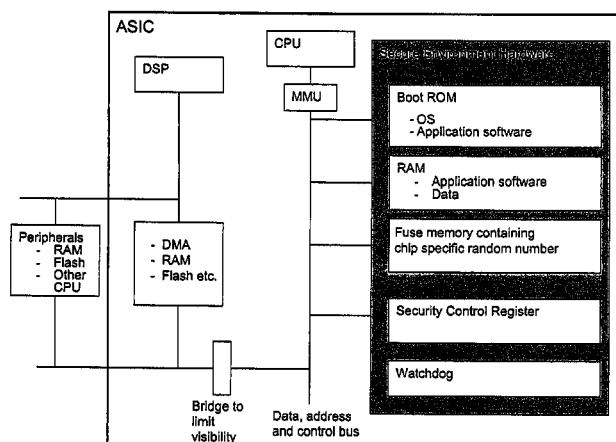 ASIC
CPU
Secure Environment Hardware
DSP
MMU
Boot ROM
- OS
- Application software
RAM
- Application software
- Data
Peripherals
- RAM
- Flash
- Other
CPU
- DMA
- RAM
- Flash etc.
Fuse memory containing
chip specific random number
Security Control Register
Watchdog
Bridge to
limit
visibility
Data, address
and control bus